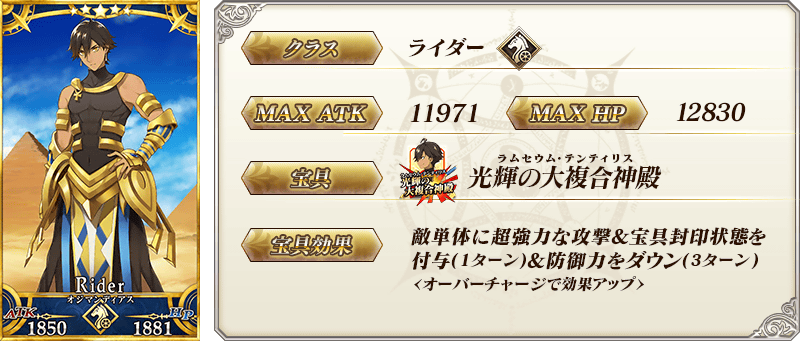 Rider
オジマンディアス
ATK
HP
1850
1881
クラス
ライダー
MAX ATK
11971
MAX HP
12830
宝具
光輝の
大複合神殿
ラムセウム・テンティリス
光輝の大複合神殿
宝具効果
敵単体に超強力な攻撃&宝具封印状態を
付与(1ターン)&防御力をダウン(3ターン)
<オーバーチャージで効果アップ>